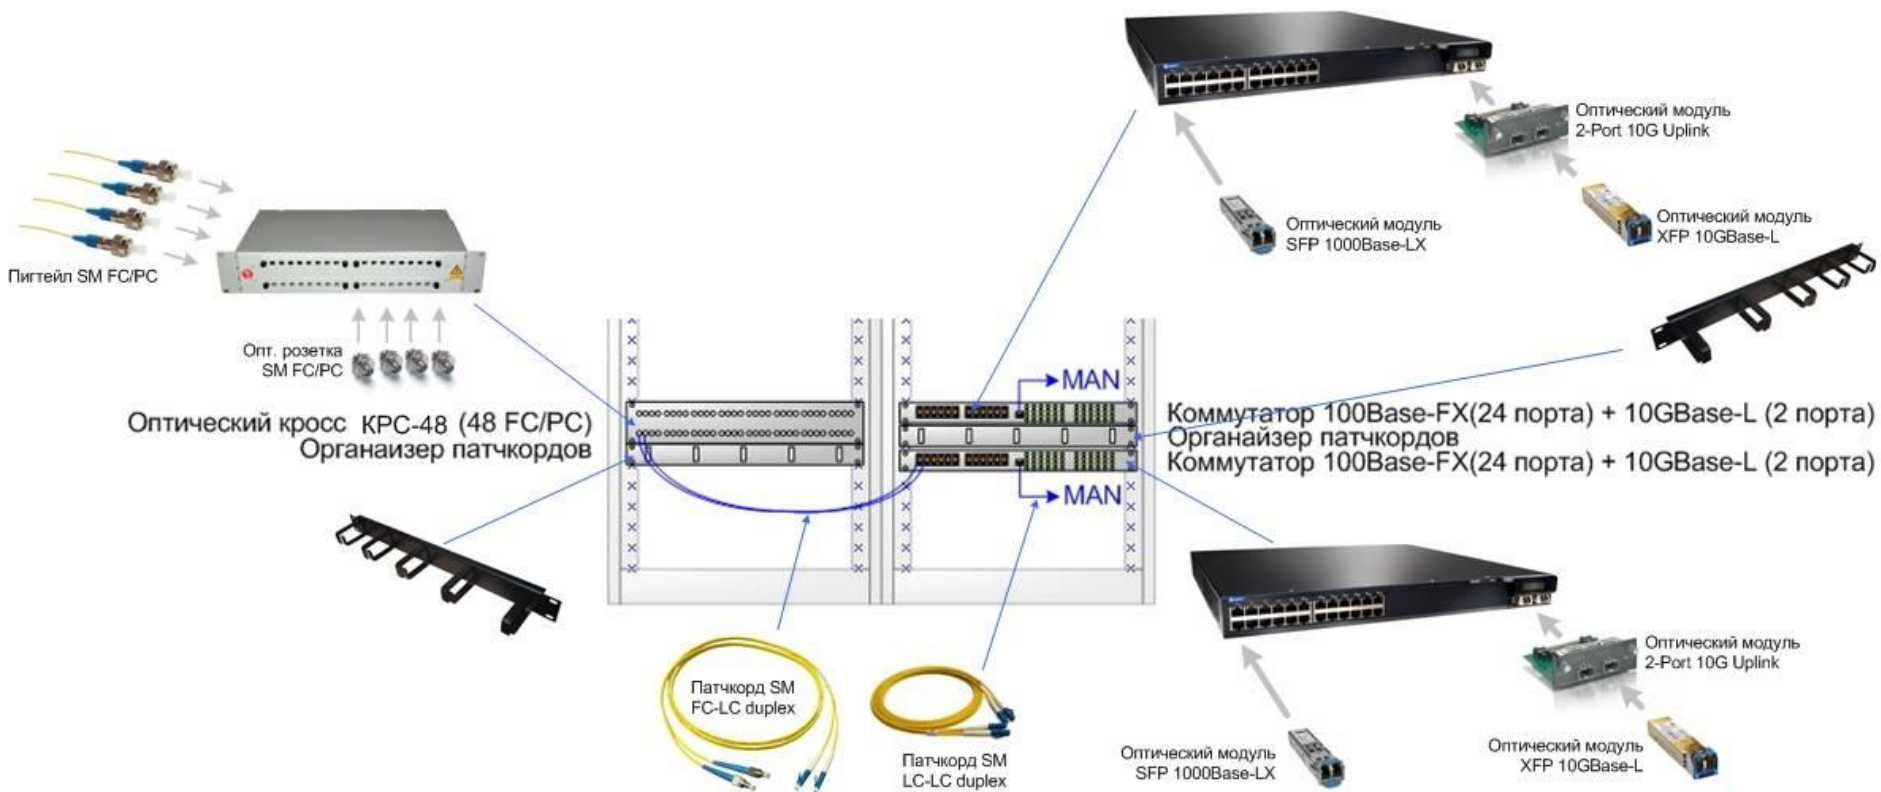 Оптический модуль
2-Port 10G Uplink
Оптический модуль
SFP 1000Base-LX
Оптический модуль
XFP 10GBase-L
Пигтейл SM FC/PC
Опт. розетка
SM FC/PC
MAN
Оптический кросс КРС-48 (48 FC/PC)
Органаизер патчкордов
Коммутатор 100Base-FX(24 порта) + 10GBase-L (2 порта)
Органайзер патчкордов
Коммутатор 100Base-FX(24 порта) + 10GBase-L (2 порта)
MAN
Патчкорд SM
FC-LC duplex
Патчкорд SM
LC-LC duplex
Оптический модуль
2-Port 10G Uplink
Оптический модуль
SFP 1000Base-LX
Оптический модуль
XFP 10GBase-L